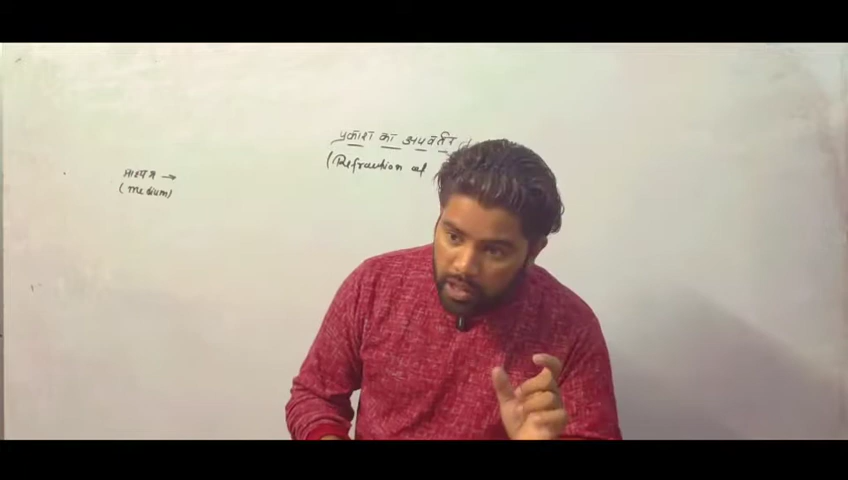 प्रकाश का अपवर्तन
(Refraction of
माध्यम →
(Medium)